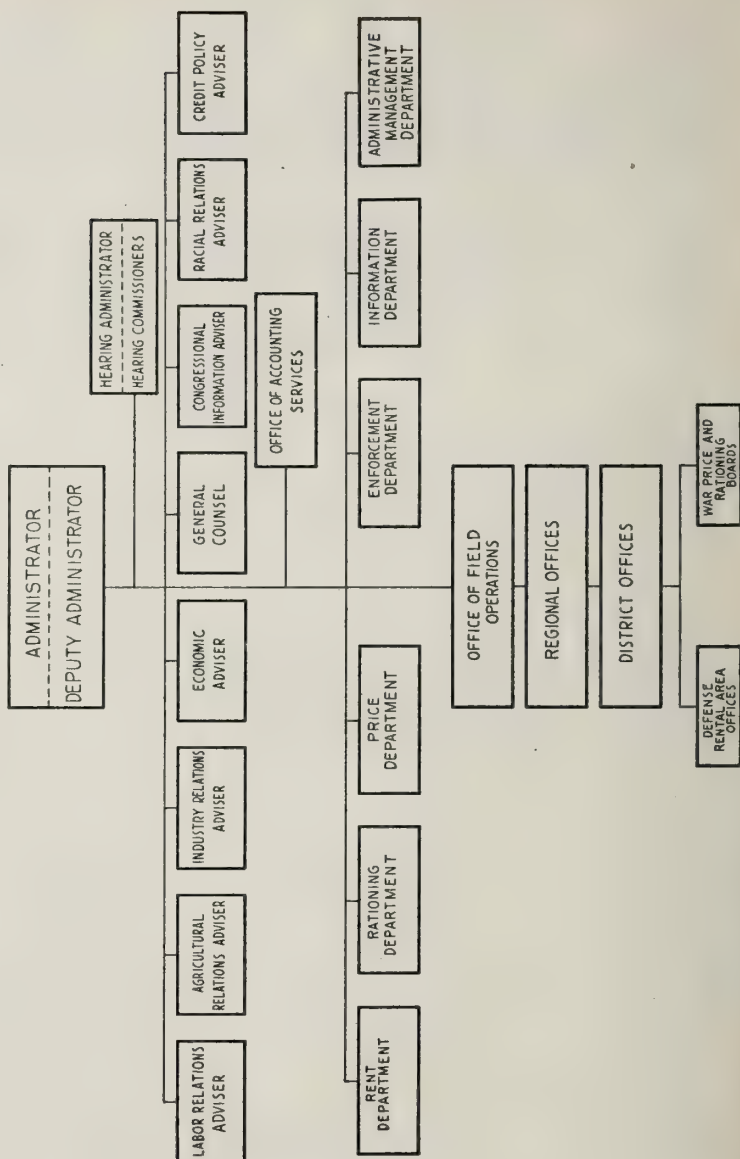 ADMINISTRATOR
DEPUTY ADMINISTRATOR
HEARING ADMINISTRATOR
HEARING COMMISSIONERS
LABOR RELATIONS
ADVISER
AGRICULTURAL
RELATIONS ADVISER
INDUSTRY RELATIONS
ADVISER
ECONOMIC
ADVISER
GENERAL
COUNSEL
CONGRESSIONAL
INFORMATION ADVISER
RACIAL RELATIONS
ADVISER
CREDIT POLICY
ADVISER
OFFICE OF ACCOUNTING
SERVICES
RENT
DEPARTMENT
RATIONING
DEPARTMENT
PRICE
DEPARTMENT
ENFORCEMENT
DEPARTMENT
INFORMATION
DEPARTMENT
ADMINISTRATIVE
MANAGEMENT
DEPARTMENT
OFFICE OF FIELD
OPERATIONS
REGIONAL OFFICES
DISTRICT OFFICES
DEFENSE
RENTAL AREA
OFFICES
WAR PRICE AND
RATIONING
BOARDS